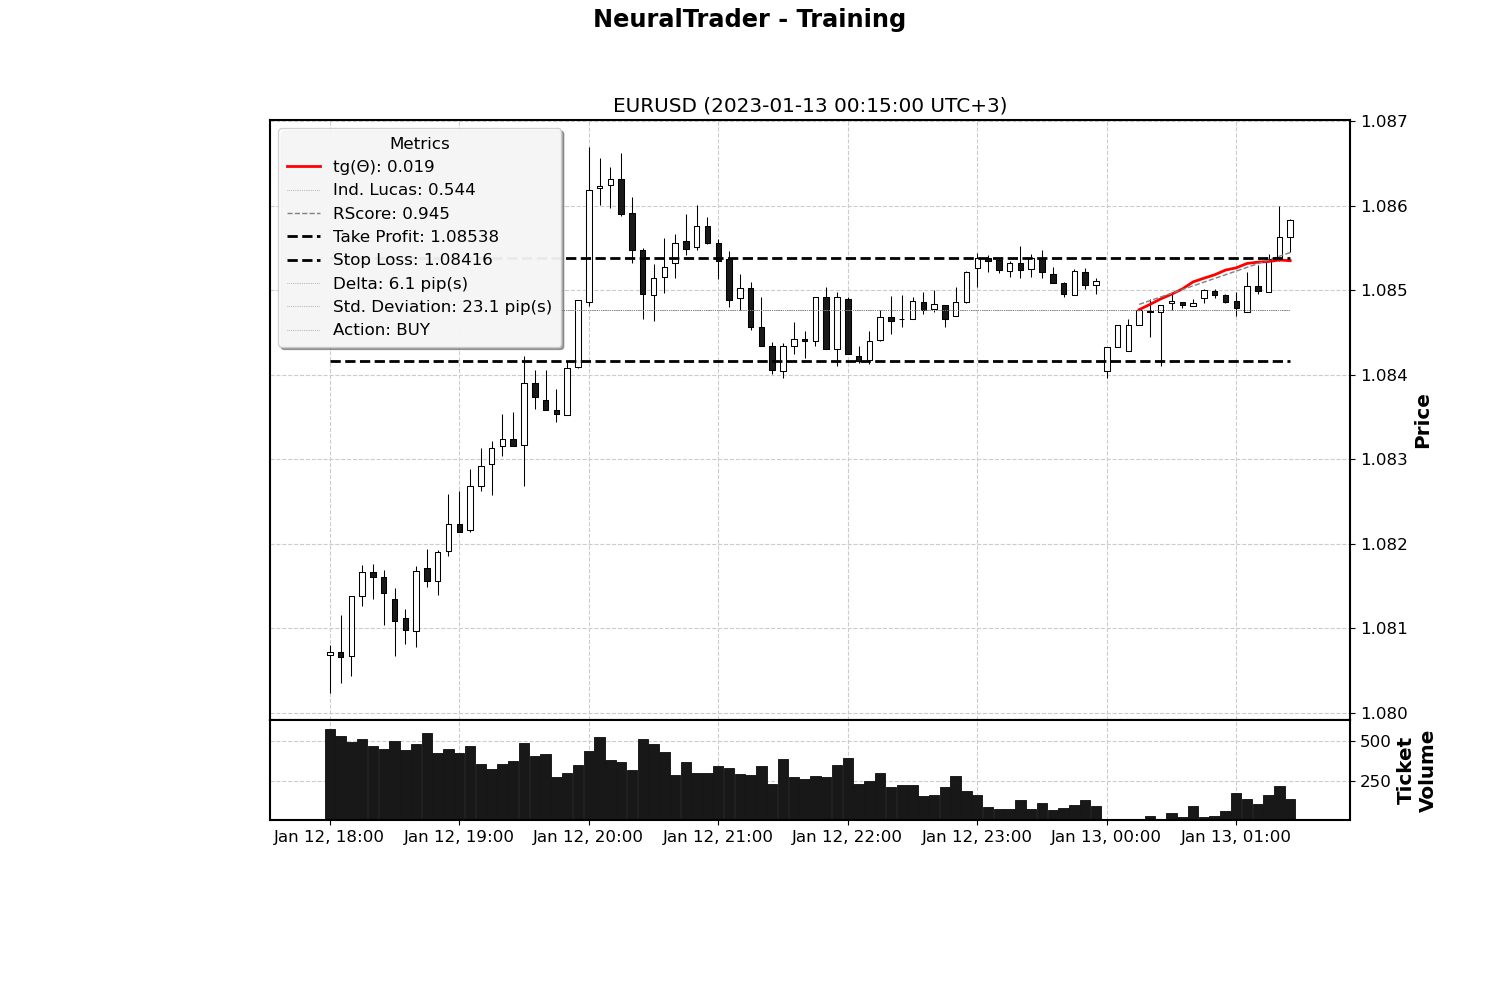 NeuralTrader - Training
EURUSD (2023-01-13 00:15:00 UTC+3)
Metrics
tg(Θ): 0.019
Ind. Lucas: 0.544
RScore: 0.945
Take Profit: 1.08538
Stop Loss: 1.08416
Delta: 6.1 pip(s)
Std. Deviation: 23.1 pip(s)
Action: BUY
1.087
1.086
1.085
1.084
1.083
1.082
1.081
1.080
Price
500
250
Ticket
Volume
Jan 12, 18:00
Jan 12, 19:00
Jan 12, 20:00
Jan 12, 21:00
Jan 12, 22:00
Jan 12, 23:00
Jan 13, 00:00
Jan 13, 01:00